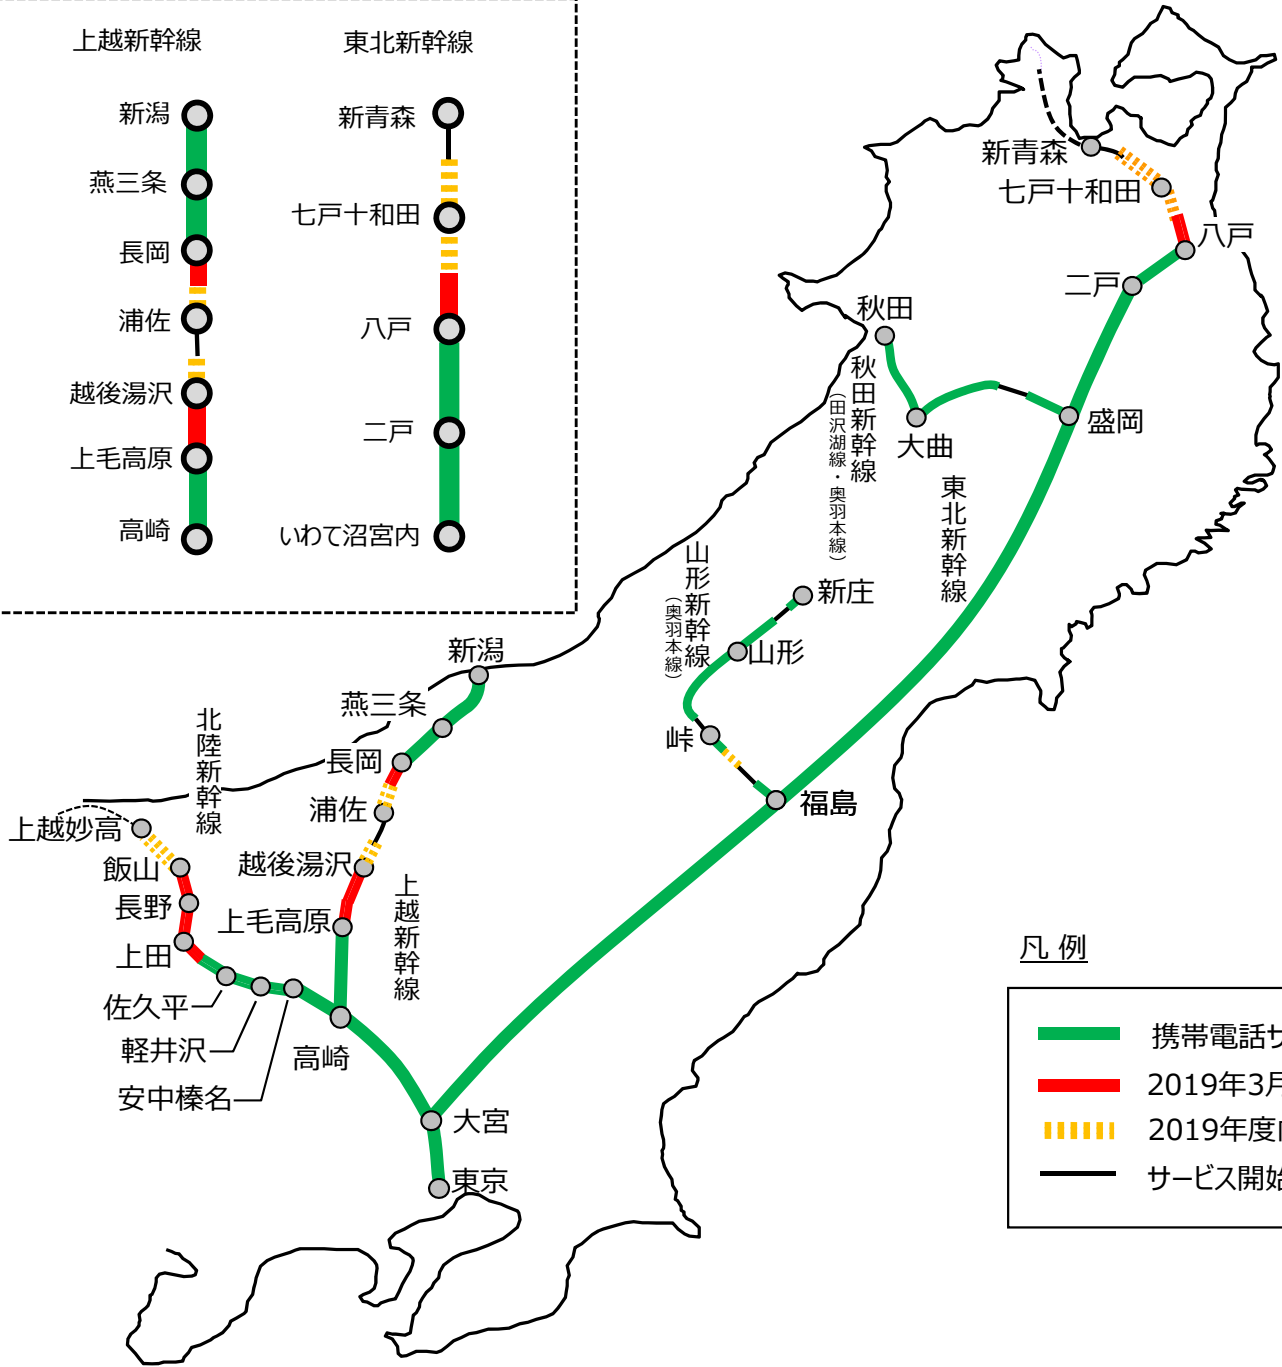 上越新幹線
新潟
燕三条
長岡
浦佐
越後湯沢
上毛高原
高崎
東北新幹線
新青森
七戸十和田
八戸
二戸
いわて沼宮内
新青森
七戸十和田
八戸
二戸
秋田
秋田新幹線
（田沢湖線・奥羽本線）
大曲
盛岡
東北新幹線
山形新幹線
（奥羽本線）
新庄
山形
峠
福島
新潟
燕三条
長岡
浦佐
越後湯沢
上毛高原
上越新幹線
北陸新幹線
上越妙高
飯山
長野
上田
佐久平
軽井沢
安中榛名
高崎
大宮
東京
凡 例
携帯電話サ
2019年3月
2019年度内
サービス開始